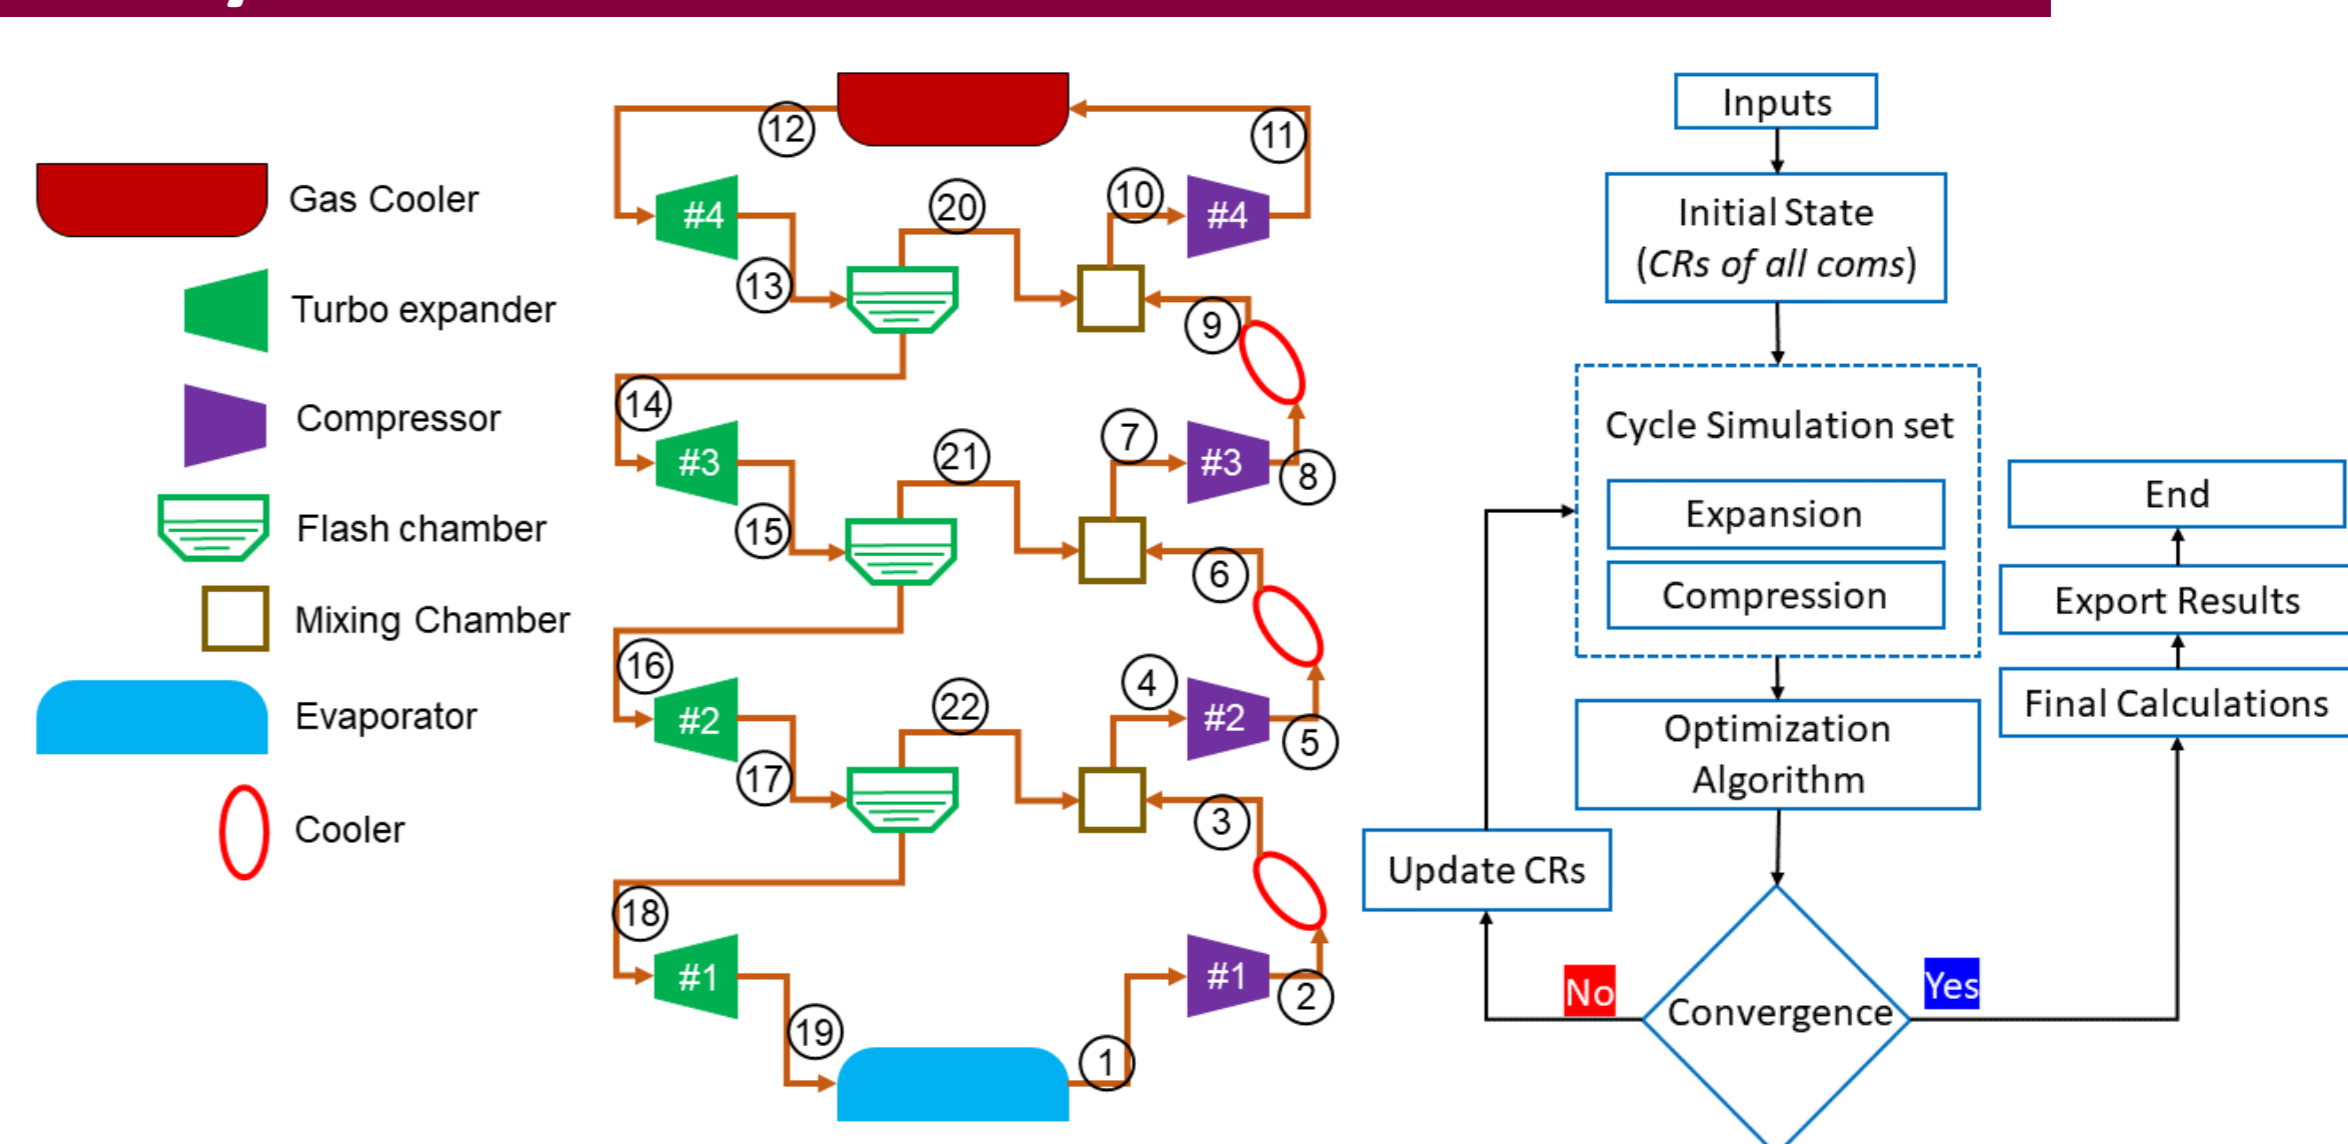 Gas Cooler
Turbo expander
Compressor
Flash chamber
Mixing Chamber
Evaporator
Cooler
12
11
#4
20
10
#4
13
9
14
#3
21
7
#3
8
15
6
16
#2
22
4
#2
5
17
3
18
#1
#1
2
19
1
Inputs
Initial State
(CRs of all coms)
Cycle Simulation set
Expansion
Compression
Optimization
Algorithm
Update CRs
No
Convergence
Yes
Final Calculations
Export Results
End